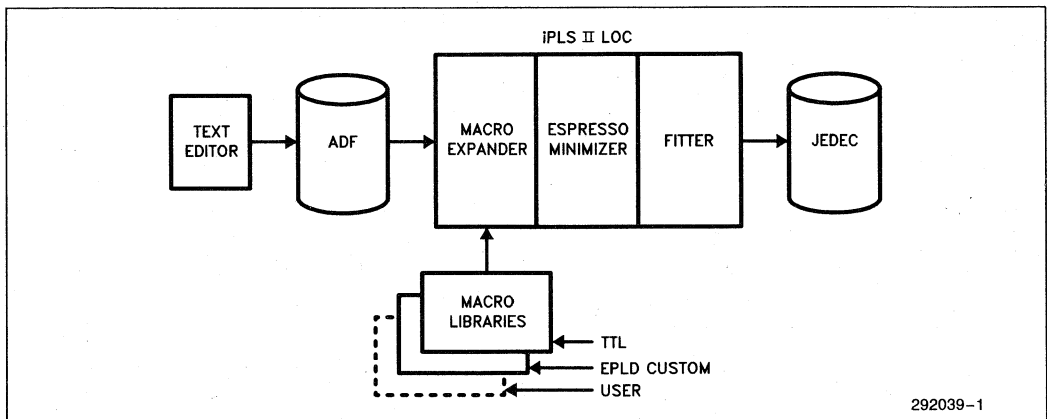 iPLS II LOC
TEXT
EDITOR
ADF
MACRO
EXPANDER
ESPRESSO
MINIMIZER
FITTER
JEDEC
MACRO
LIBRARIES
TTL
EPLD CUSTOM
USER
292039-1